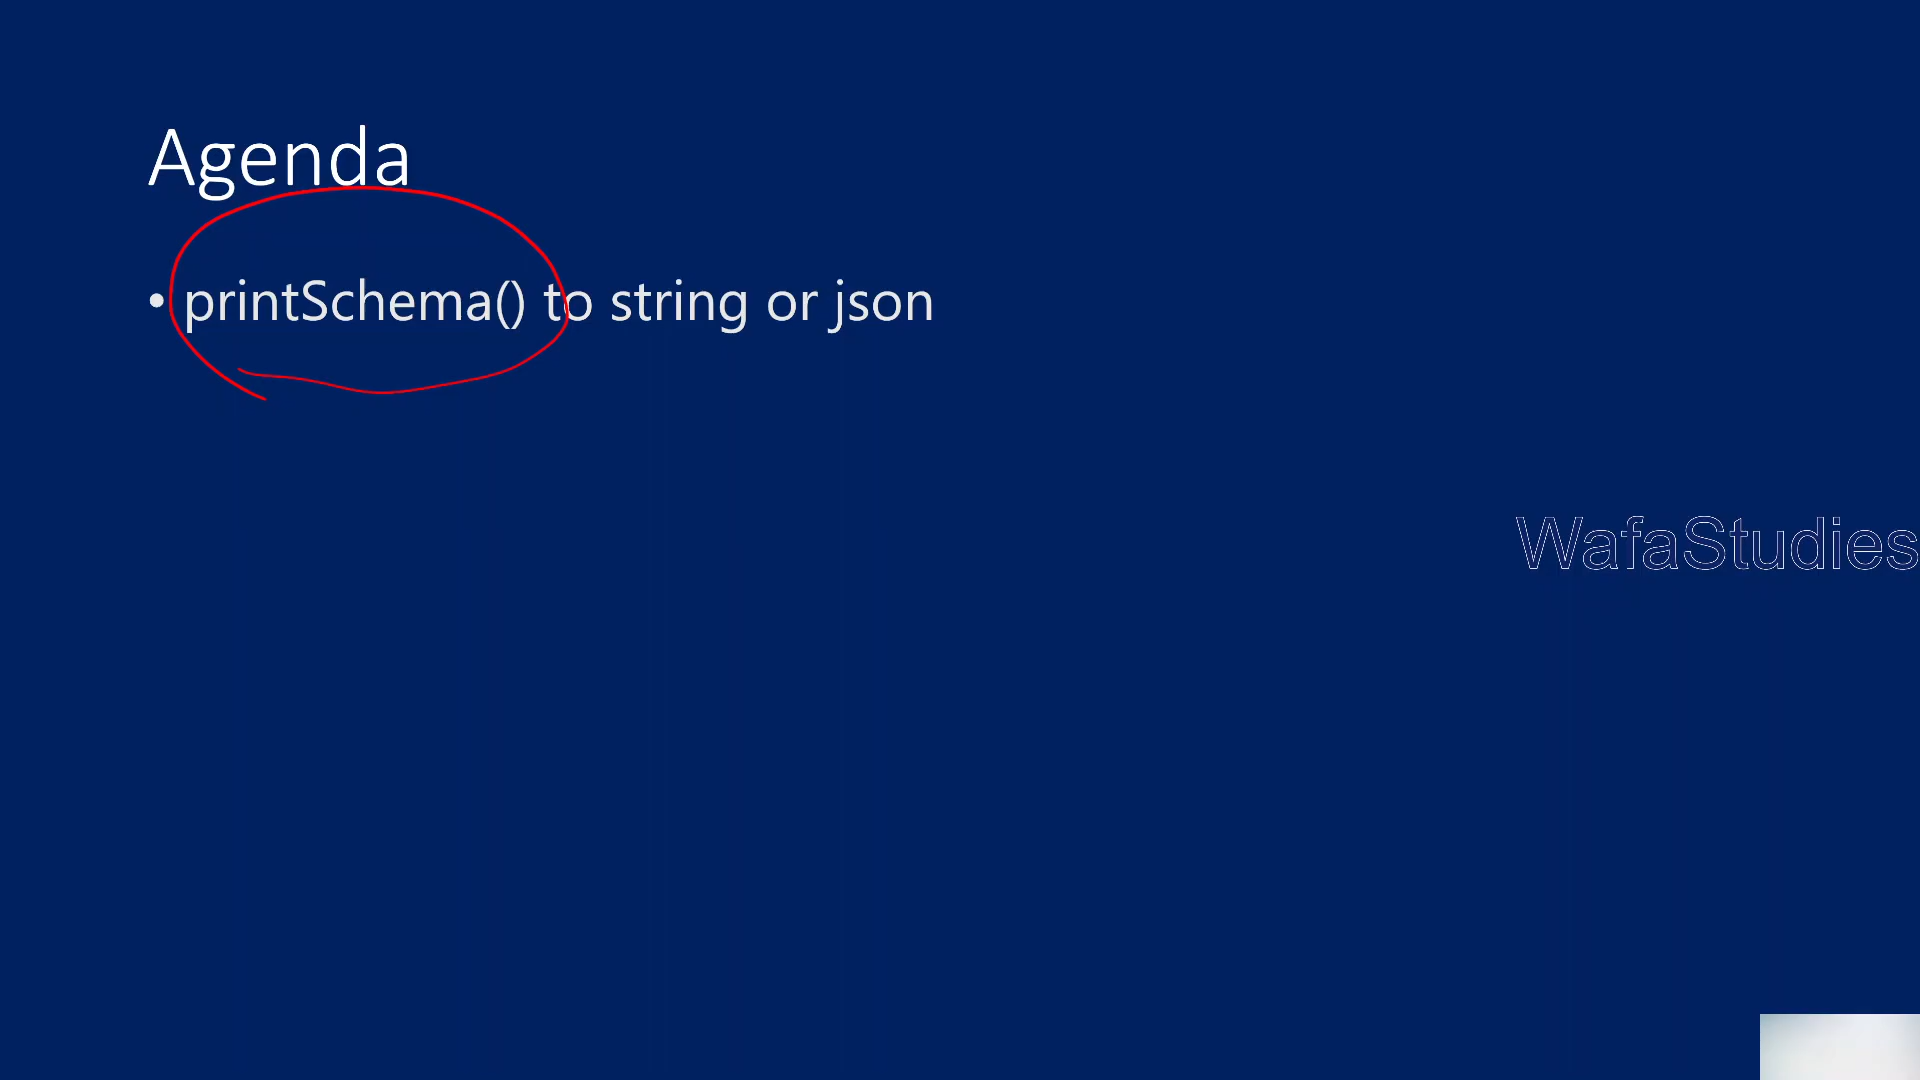 Agenda
• printSchema() to string or json
WafaStudies